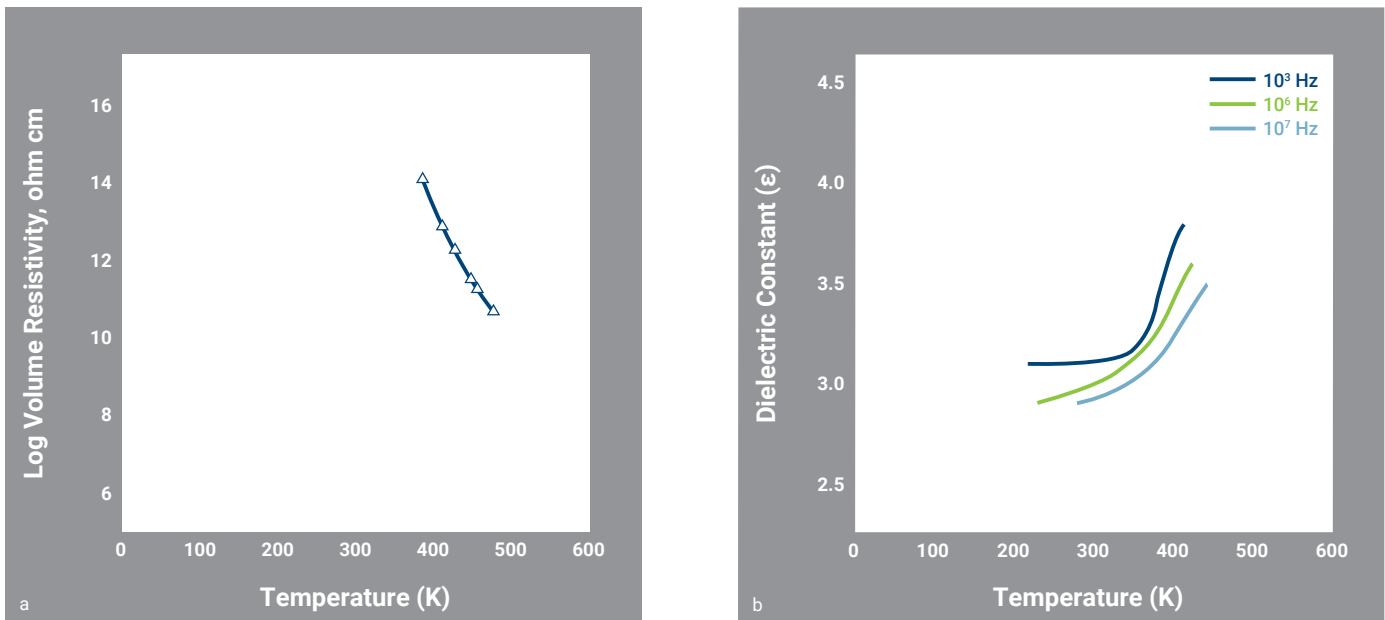 Log Volume Resistivity, ohm cm
16
14
12
10
8
6
0 100 200 300 400 500 600
Temperature (K)
a
Dielectric Constant (ε)
4.5
4.0
3.5
3.0
2.5
10³ Hz
10⁶ Hz
10⁷ Hz
0 100 200 300 400 500 600
Temperature (K)
b